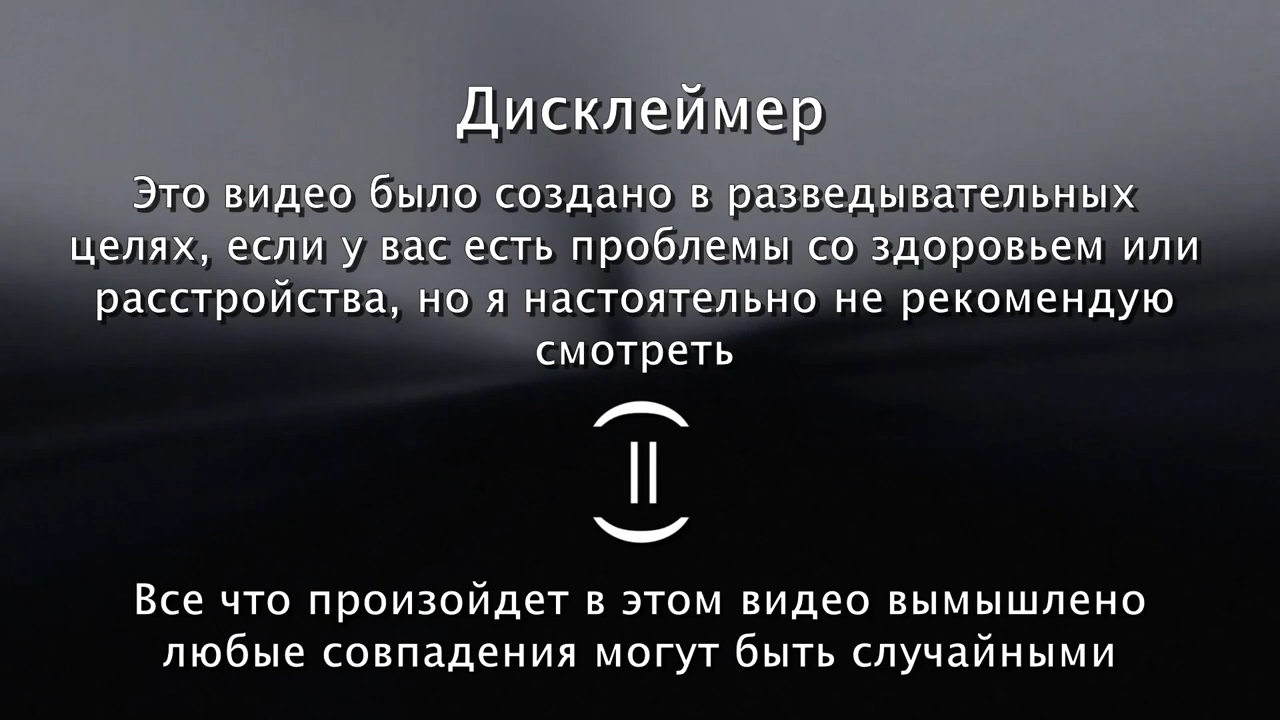 Дисклеймер
Это видео было создано в разведывательных
целях, если у вас есть проблемы со здоровьем или
расстройства, но я настоятельно не рекомендую
смотреть
Все что произойдет в этом видео вымышлено
любые совпадения могут быть случайными